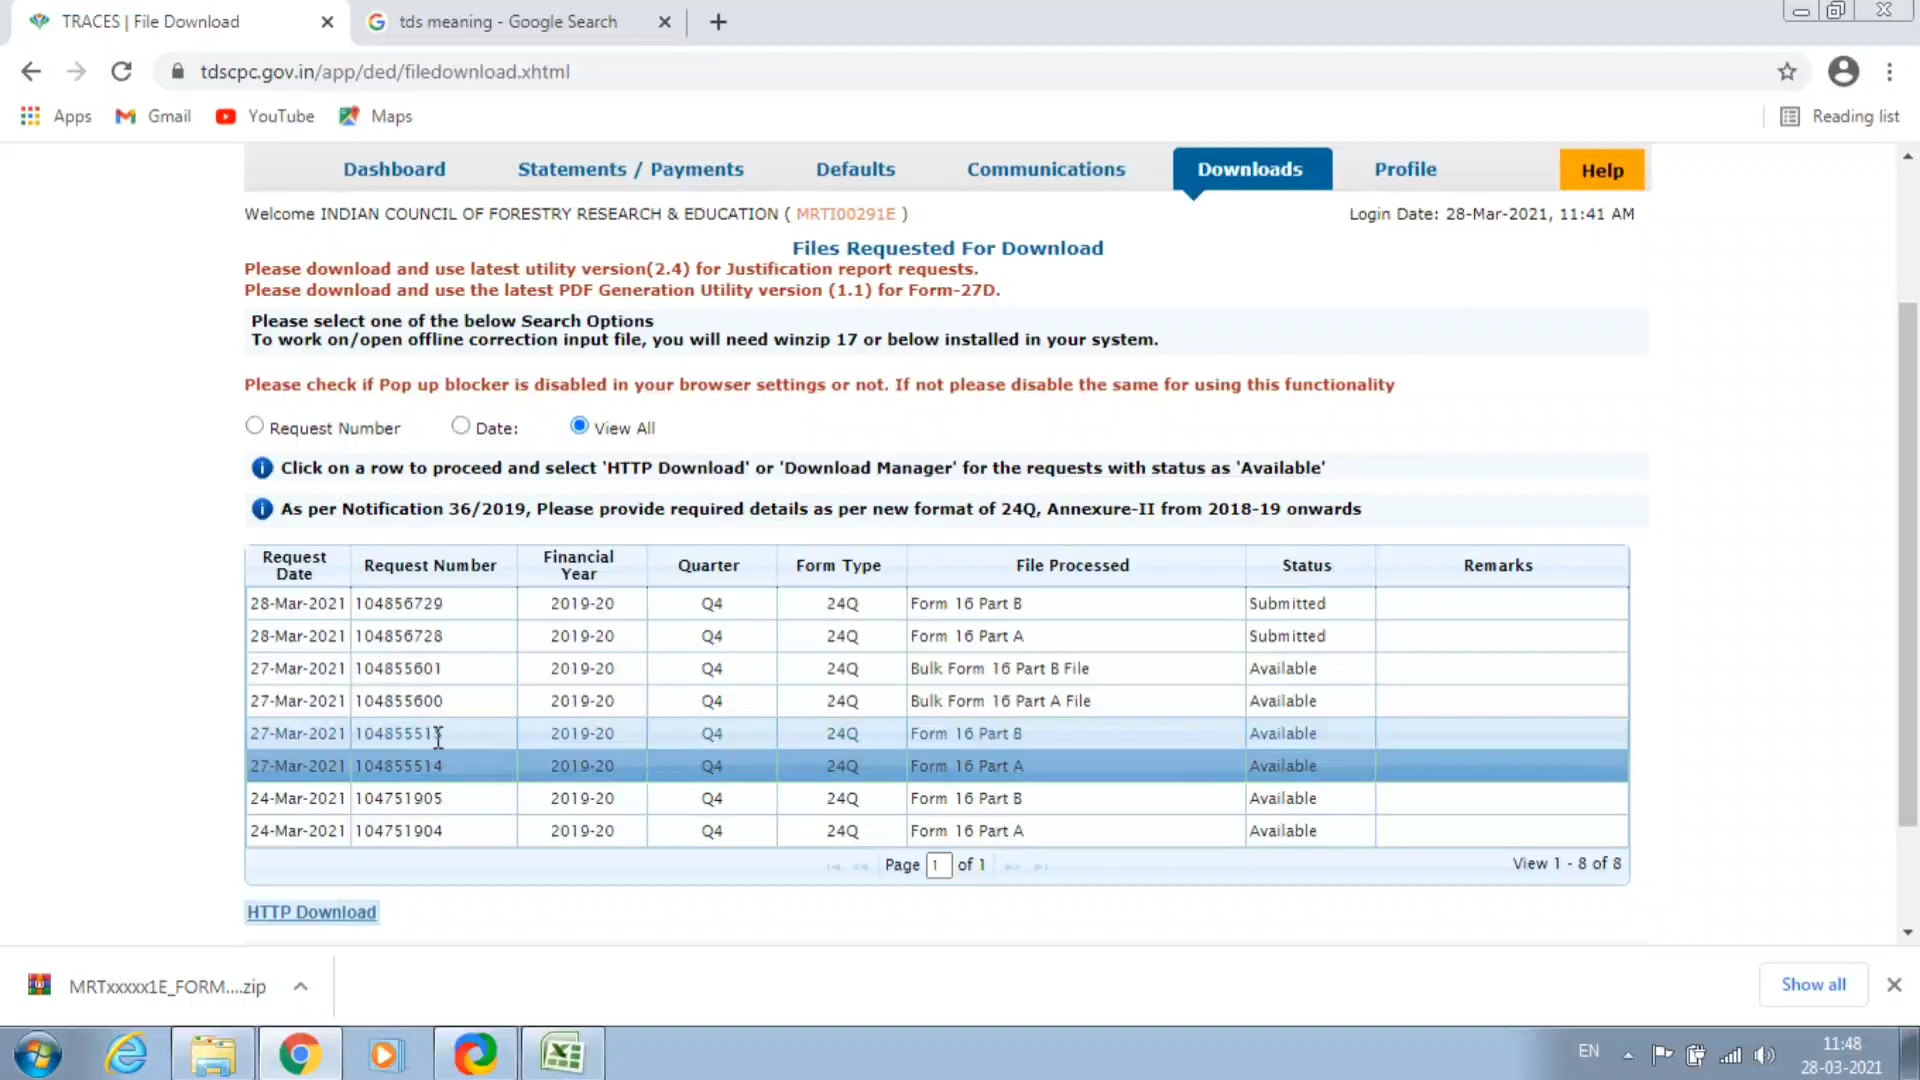 TRACES | File Download
tds meaning - Google Search
tdscpc.gov.in/app/ded/filedownload.xhtml
Apps Gmail YouTube Maps Reading list
Dashboard Statements / Payments Defaults Communications Downloads Profile Help
Welcome INDIAN COUNCIL OF FORESTRY RESEARCH & EDUCATION ( MRTI00291E ) Login Date: 28-Mar-2021, 11:41 AM
Files Requested For Download
Please download and use latest utility version(2.4) for Justification report requests.
Please download and use the latest PDF Generation Utility version (1.1) for Form-27D.
Please select one of the below Search Options
To work on/open offline correction input file, you will need winzip 17 or below installed in your system.
Please check if Pop up blocker is disabled in your browser settings or not. If not please disable the same for using this functionality
Request Number Date: View All
Click on a row to proceed and select 'HTTP Download' or 'Download Manager' for the requests with status as 'Available'
As per Notification 36/2019, Please provide required details as per new format of 24Q, Annexure-II from 2018-19 onwards
Request Date Request Number Financial Year Quarter Form Type File Processed Status Remarks
28-Mar-2021 104856729 2019-20 Q4 24Q Form 16 Part B Submitted
28-Mar-2021 104856728 2019-20 Q4 24Q Form 16 Part A Submitted
27-Mar-2021 104855601 2019-20 Q4 24Q Bulk Form 16 Part B File Available
27-Mar-2021 104855600 2019-20 Q4 24Q Bulk Form 16 Part A File Available
27-Mar-2021 2019-20 Q4 24Q Form 16 Part B Available
27-Mar-2021 104855514 2019-20 Q4 24Q Form 16 Part A Available
24-Mar-2021 104751905 2019-20 Q4 24Q Form 16 Part B Available
24-Mar-2021 104751904 2019-20 Q4 24Q Form 16 Part A Available
Page 1 of 1 View 1 - 8 of 8
HTTP Download
MRTxxxxx1E_FORM....zip Show all
EN 11:48
28-03-2021